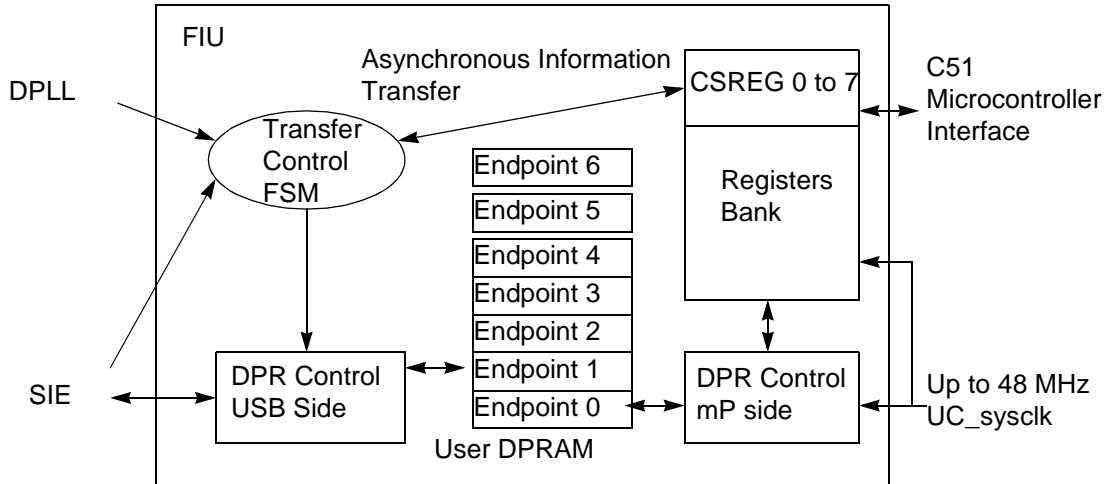 FIU
DPLL
Asynchronous Information
Transfer
CSREG 0 to 7
C51
Microcontroller
Interface
Transfer
Control
FSM
Registers
Bank
Endpoint 6
Endpoint 5
Endpoint 4
Endpoint 3
Endpoint 2
Endpoint 1
Endpoint 0
User DPRAM
SIE
DPR Control
USB Side
DPR Control
mP side
Up to 48 MHz
UC_sysclk